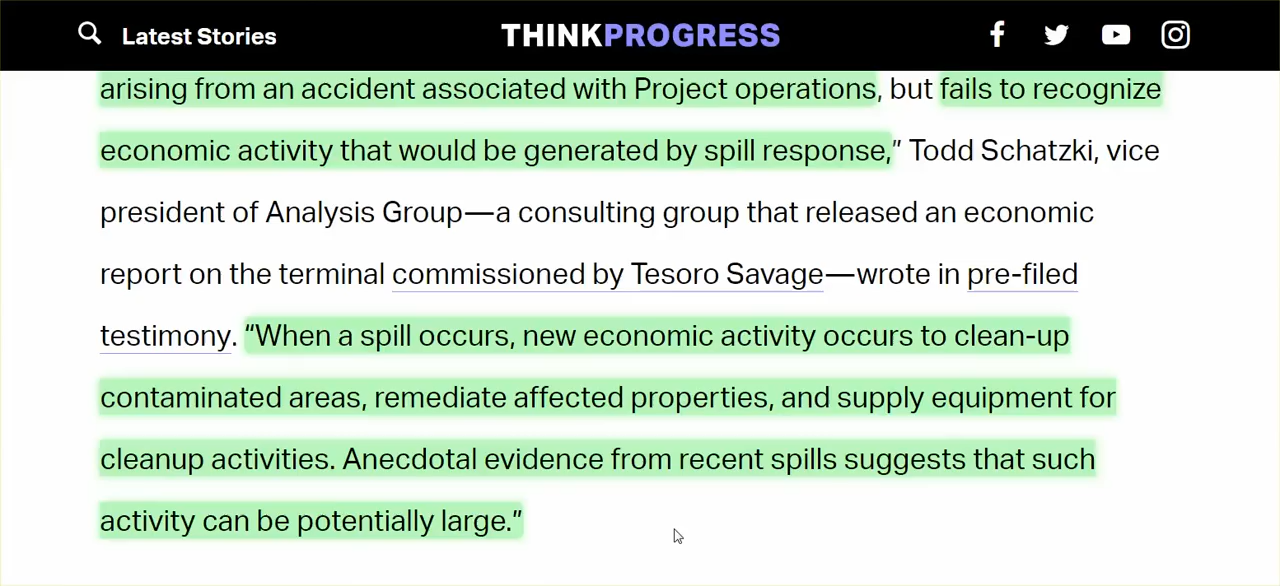 Latest Stories
THINKPROGRESS
arising from an accident associated with Project operations, but fails to recognize
economic activity that would be generated by spill response,” Todd Schatzki, vice
president of Analysis Group—a consulting group that released an economic
report on the terminal commissioned by Tesoro Savage—wrote in pre-filed
testimony. “When a spill occurs, new economic activity occurs to clean-up
contaminated areas, remediate affected properties, and supply equipment for
cleanup activities. Anecdotal evidence from recent spills suggests that such
activity can be potentially large.”